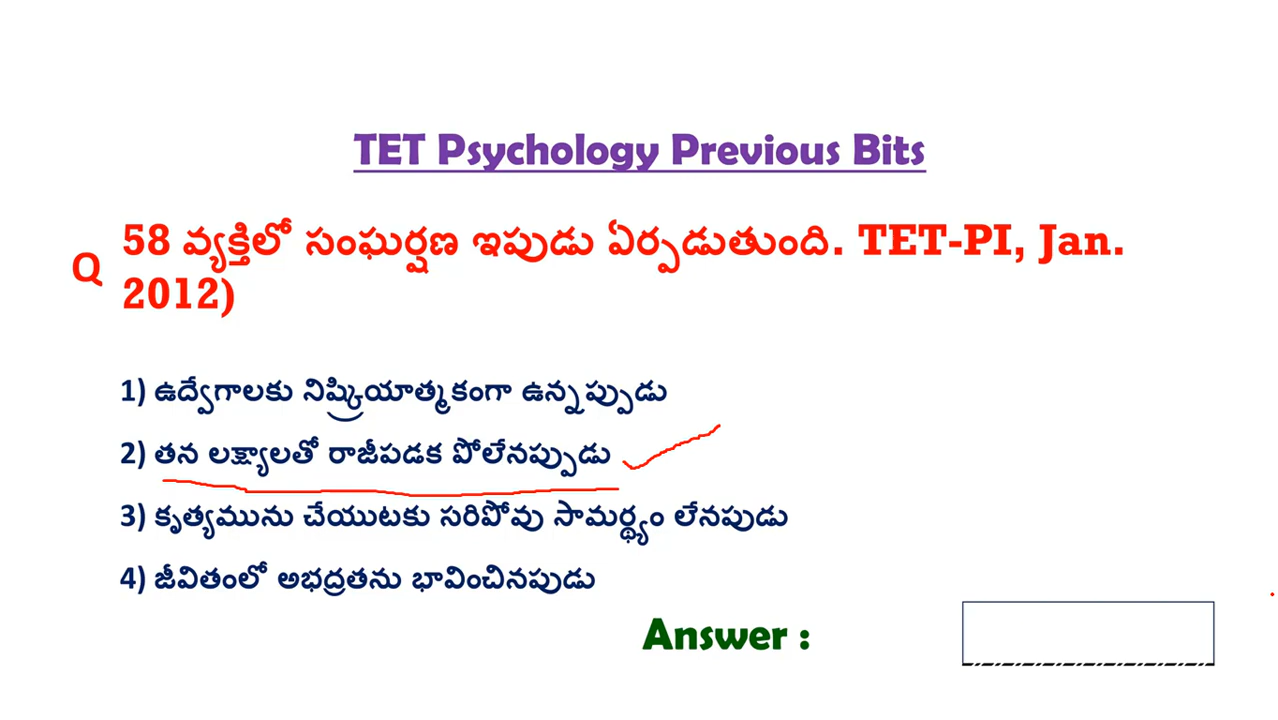 TET Psychology Previous Bits
Q 58 వ్యక్తిలో సంఘర్షణ ఇపుడు ఏర్పడుతుంది. TET-PI, Jan.
2012)
1) ఉద్వేగాలకు నిష్క్రియాత్మకంగా ఉన్నప్పుడు
2) తన లక్ష్యాలతో రాజీపడక పోలేనప్పుడు
3) కృత్యమును చేయుటకు సరిపోవు సామర్థ్యం లేనపుడు
4) జీవితంలో అభద్రతను భావించినపుడు
Answer :